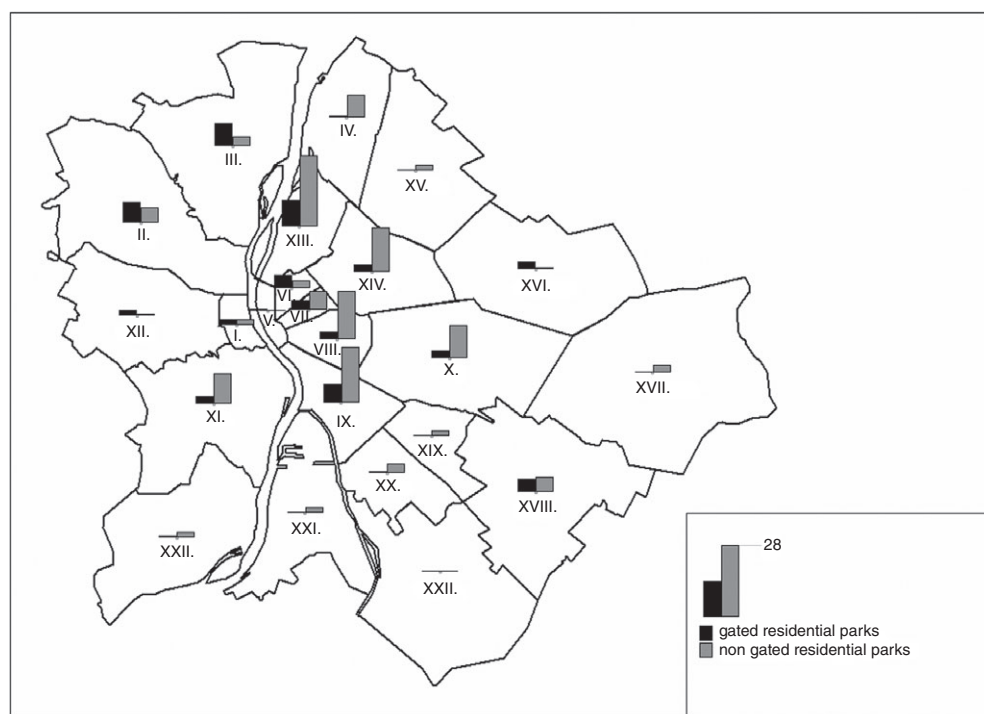 IV.
III.
XV.
II.
XIII.
XIV.
XVI.
VI.
VII.
V.
XII.
I.
VIII.
X.
XVII.
XI.
IX.
XIX.
XX.
XVIII.
XXI.
XXII.
XXII.
28
gated residential parks
non gated residential parks